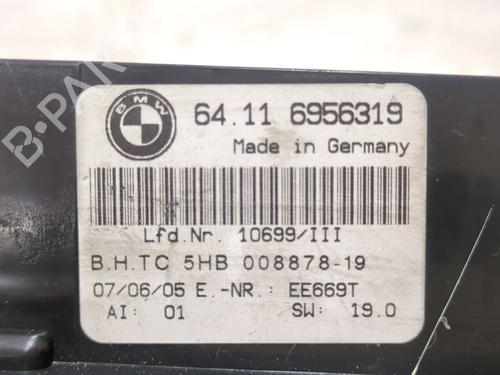 BMW
64.11 6956319
Made in Germany
Lfd.Nr. 10699/III
B.H.TC 5HB 008878-19
07/06/05 E.-NR.: EE669T
AI: 01 SW: 19.0